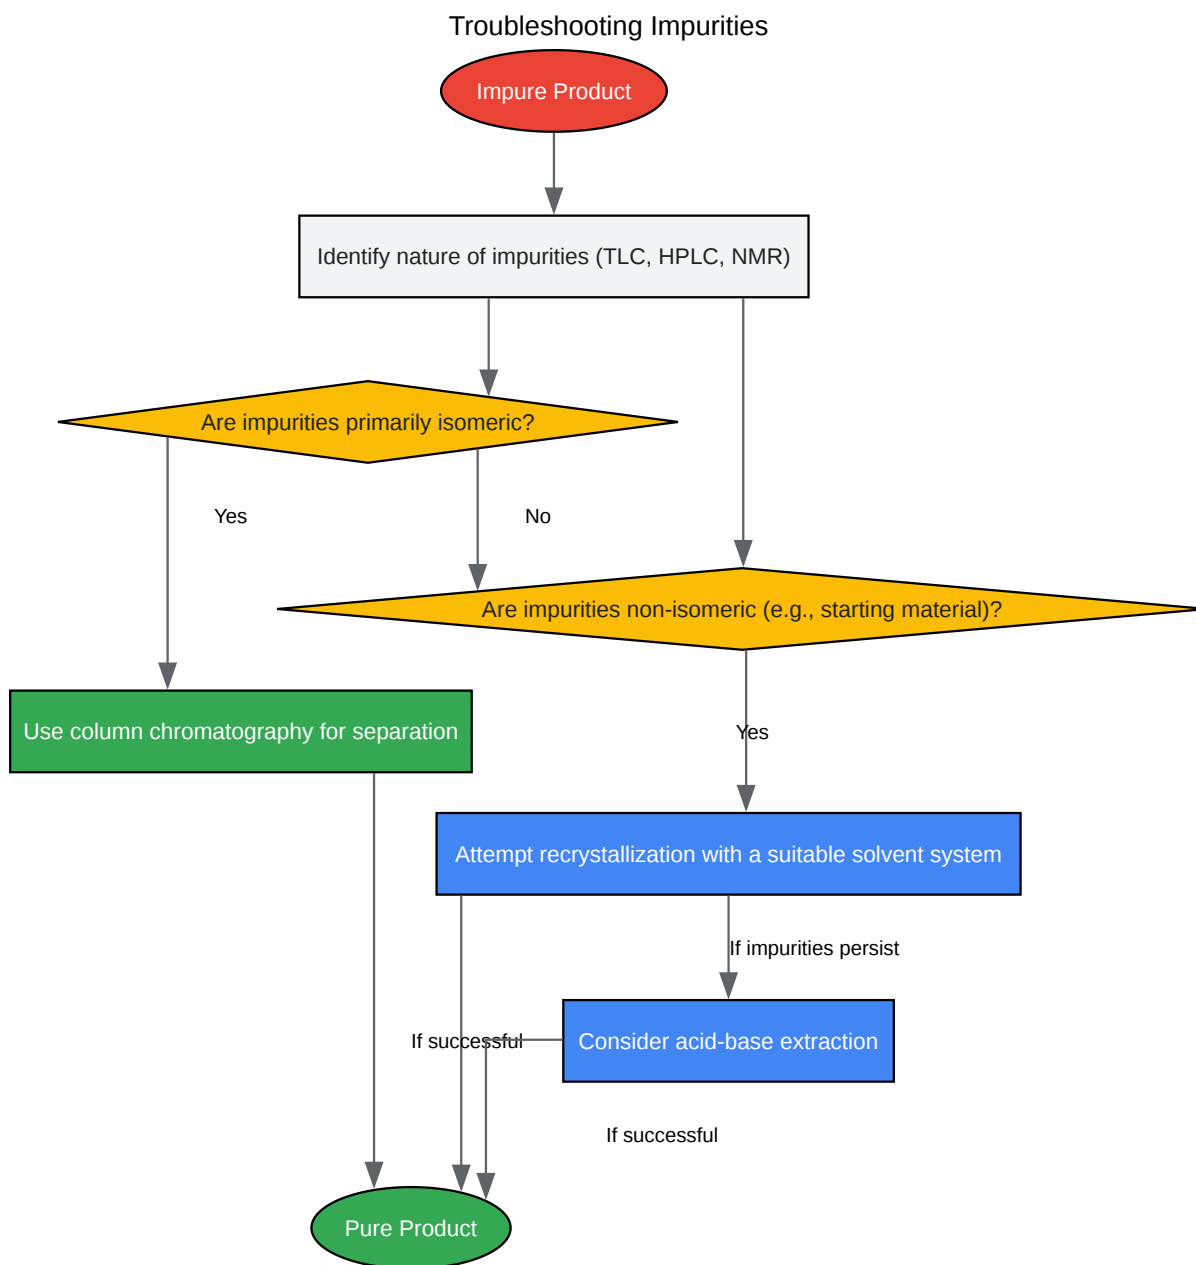 Troubleshooting Impurities
Impure Product
Identify nature of impurities (TLC, HPLC, NMR)
Are impurities primarily isomeric?
Yes
No
Are impurities non-isomeric (e.g., starting material)?
Use column chromatography for separation
Yes
Attempt recrystallization with a suitable solvent system
If impurities persist
If successful
Consider acid-base extraction
If successful
Pure Product